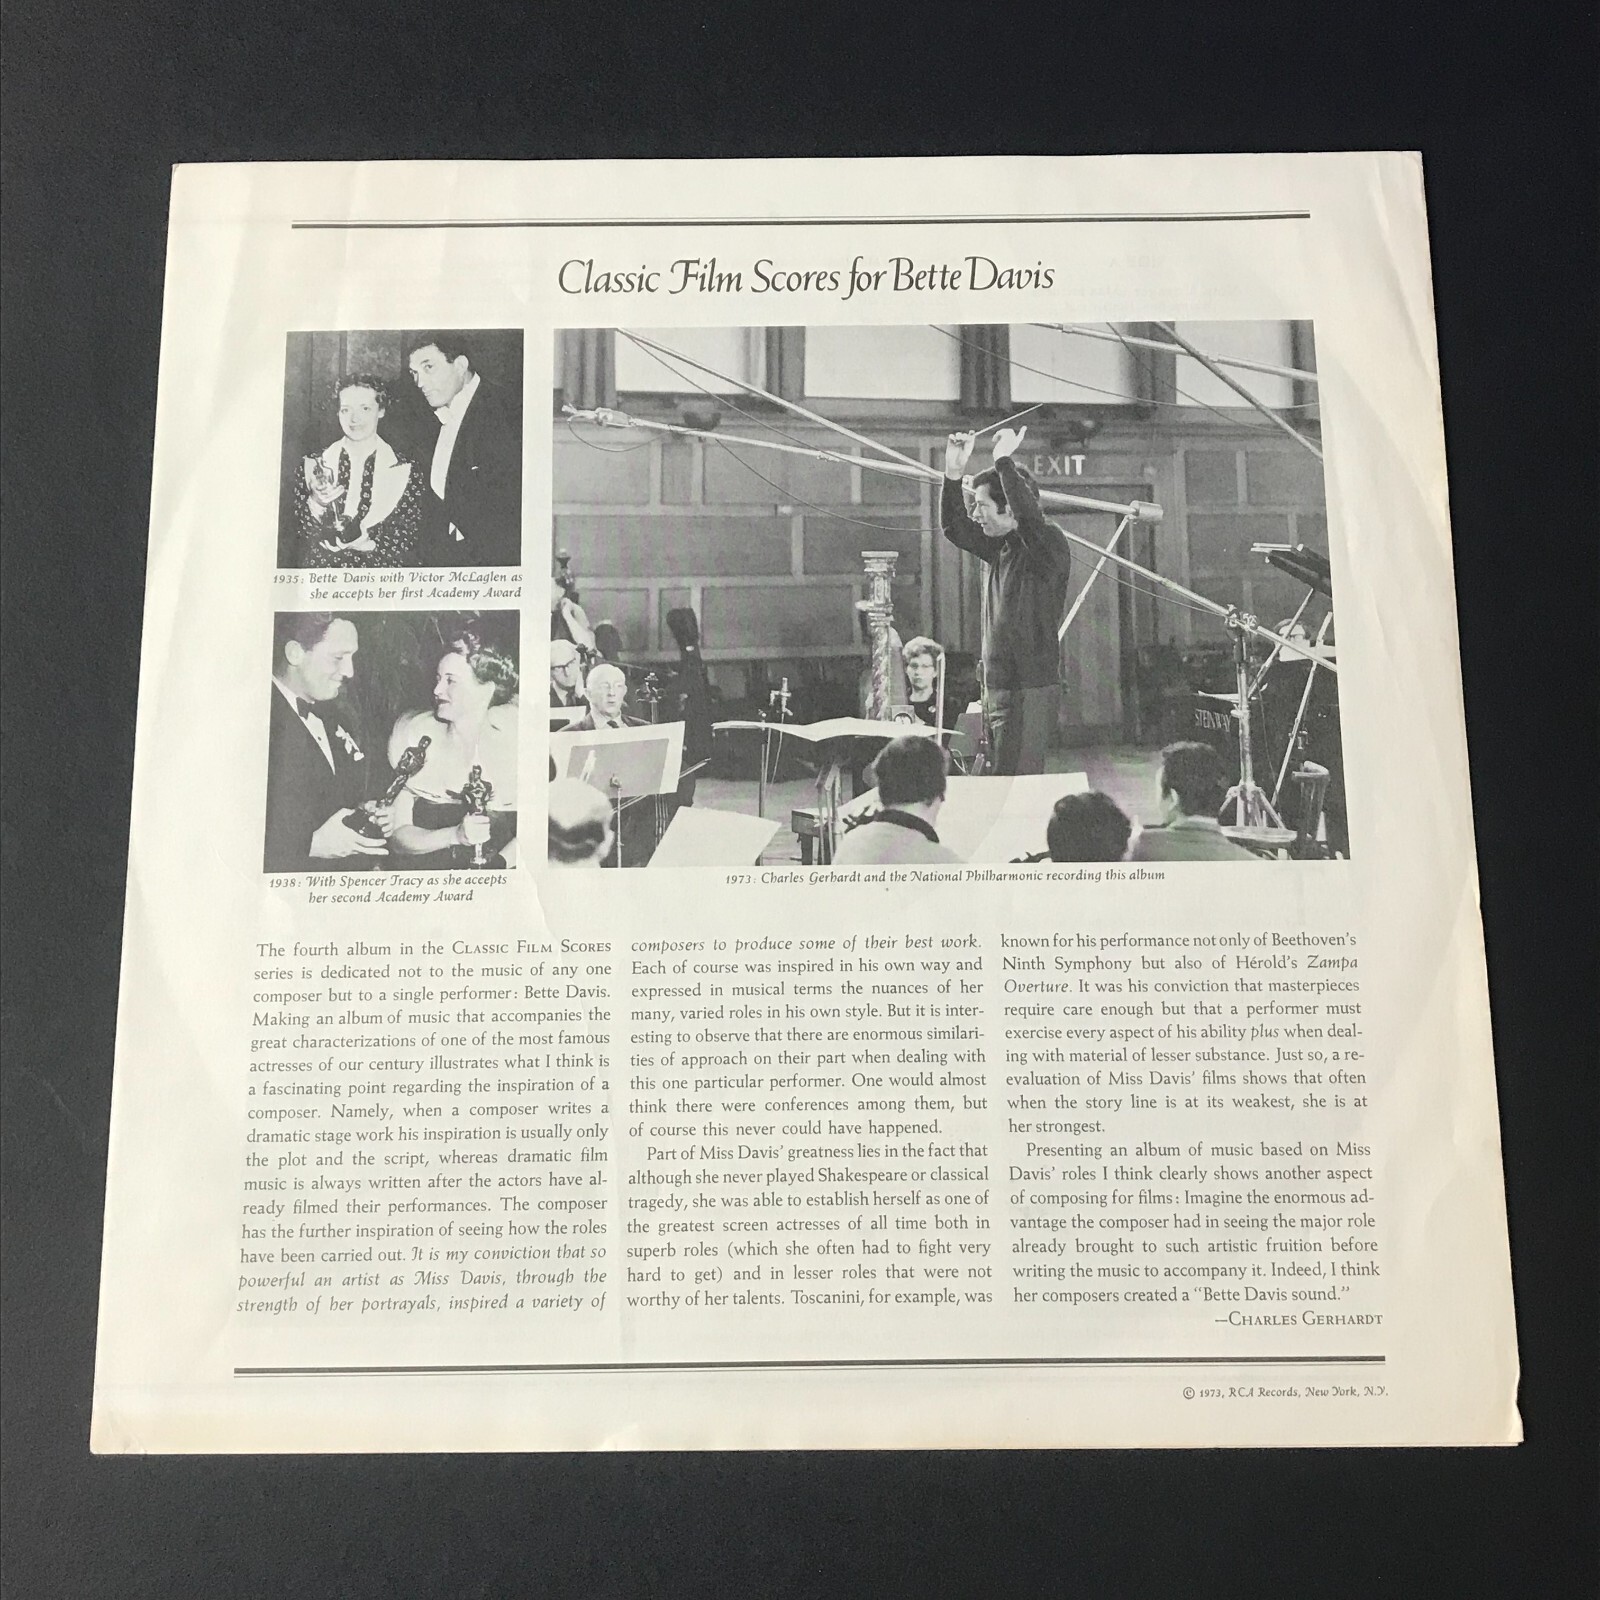 Classic Film Scores for Bette Davis
EXIT
STEINWAY
1935: Bette Davis with Victor McLaglen as
she accepts her first Academy Award
1938: With Spencer Tracy as she accepts
her second Academy Award
1973: Charles Gerhardt and the National Philharmonic recording this album
The fourth album in the CLASSIC FILM SCORES
series is dedicated not to the music of any one
composer but to a single performer: Bette Davis.
Making an album of music that accompanies the
great characterizations of one of the most famous
actresses of our century illustrates what I think is
a fascinating point regarding the inspiration of a
composer. Namely, when a composer writes a
dramatic stage work his inspiration is usually only
the plot and the script, whereas dramatic film
music is always written after the actors have al-
ready filmed their performances. The composer
has the further inspiration of seeing how the roles
have been carried out. It is my conviction that so
powerful an artist as Miss Davis, through the
strength of her portrayals, inspired a variety of
composers to produce some of their best work.
Each of course was inspired in his own way and
expressed in musical terms the nuances of her
many, varied roles in his own style. But it is inter-
esting to observe that there are enormous similari-
ties of approach on their part when dealing with
this one particular performer. One would almost
think there were conferences among them, but
of course this never could have happened.
Part of Miss Davis' greatness lies in the fact that
although she never played Shakespeare or classical
tragedy, she was able to establish herself as one of
the greatest screen actresses of all time both in
superb roles (which she often had to fight very
hard to get) and in lesser roles that were not
worthy of her talents. Toscanini, for example, was
known for his performance not only of Beethoven's
Ninth Symphony but also of Hérold's Zampa
Overture. It was his conviction that masterpieces
require care enough but that a performer must
exercise every aspect of his ability plus when deal-
ing with material of lesser substance. Just so, a re-
evaluation of Miss Davis' films shows that often
when the story line is at its weakest, she is at
her strongest.
Presenting an album of music based on Miss
Davis' roles I think clearly shows another aspect
of composing for films: Imagine the enormous ad-
vantage the composer had in seeing the major role
already brought to such artistic fruition before
writing the music to accompany it. Indeed, I think
her composers created a "Bette Davis sound."
—CHARLES GERHARDT
© 1973, RCA Records, New York, N.Y.